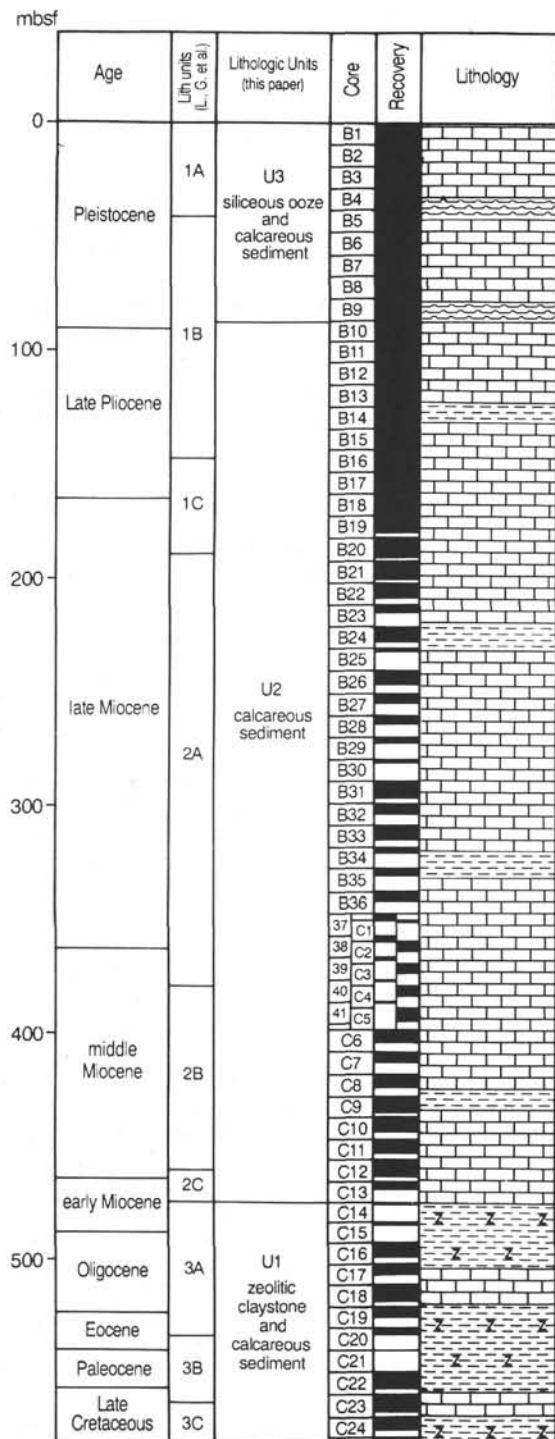 mbsf
Age
Lith units
(L., G. et al.)
Lithologic Units
(this paper)
Core
Recovery
Lithology
0
100
200
300
400
500
Pleistocene
Late Pliocene
late Miocene
middle
Miocene
early Miocene
Oligocene
Eocene
Paleocene
Late
Cretaceous
1A
1B
1C
2A
2B
2C
3A
3B
3C
U3
siliceous ooze
and
calcareous
sediment
U2
calcareous
sediment
U1
zeolitic
claystone
and
calcareous
sediment
B1
B2
B3
B4
B5
B6
B7
B8
B9
B10
B11
B12
B13
B14
B15
B16
B17
B18
B19
B20
B21
B22
B23
B24
B25
B26
B27
B28
B29
B30
B31
B32
B33
B34
B35
B36
37 C1
38 C2
39 C3
40 C4
41 C5
C6
C7
C8
C9
C10
C11
C12
C13
C14
C15
C16
C17
C18
C19
C20
C21
C22
C23
C24
Z Z Z
Z Z
Z Z Z
Z Z
Z Z Z